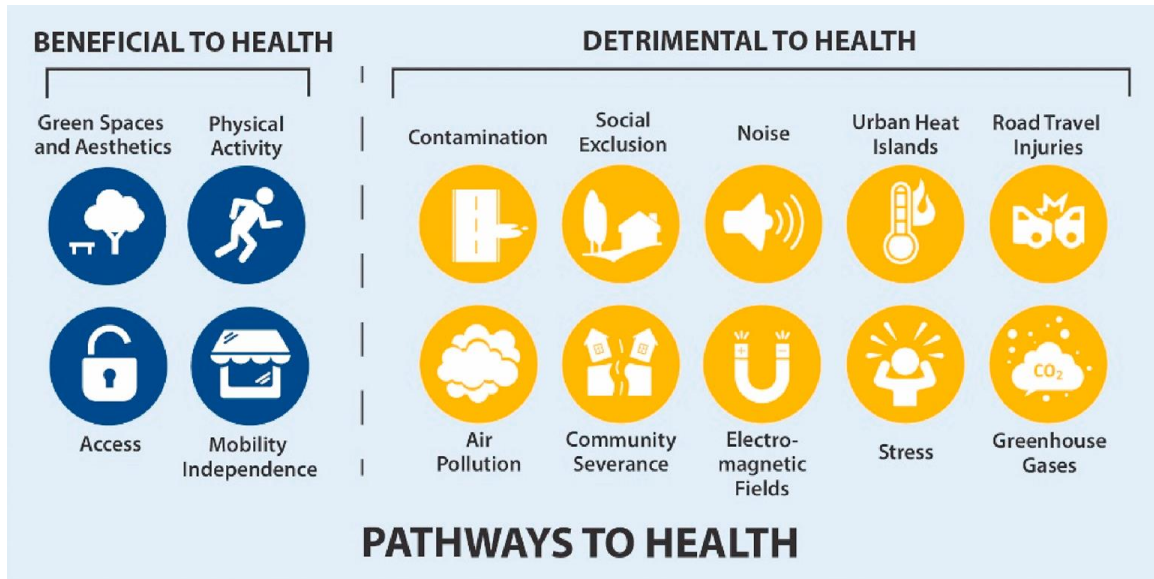 BENEFICIAL TO HEALTH
DETRIMENTAL TO HEALTH
Green Spaces
and Aesthetics
Physical
Activity
Contamination
Social
Exclusion
Noise
Urban Heat
Islands
Road Travel
Injuries
+
-
CO₂
Access
Mobility
Independence
Air
Pollution
Community
Severance
Electro-
magnetic
Fields
Stress
Greenhouse
Gases
PATHWAYS TO HEALTH